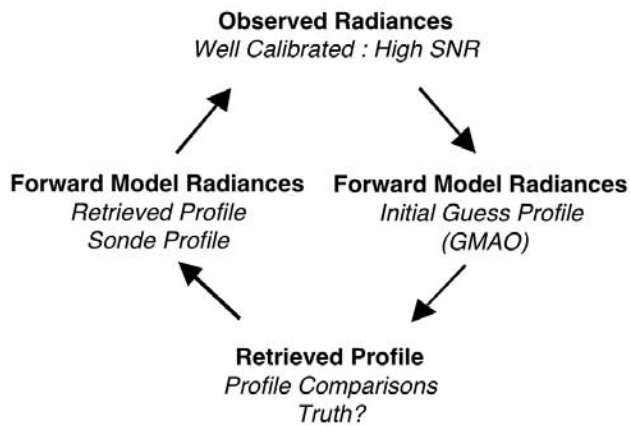 Observed Radiances
Well Calibrated : High SNR
Forward Model Radiances
Retrieved Profile
Sonde Profile
Forward Model Radiances
Initial Guess Profile
(GMAO)
Retrieved Profile
Profile Comparisons
Truth?